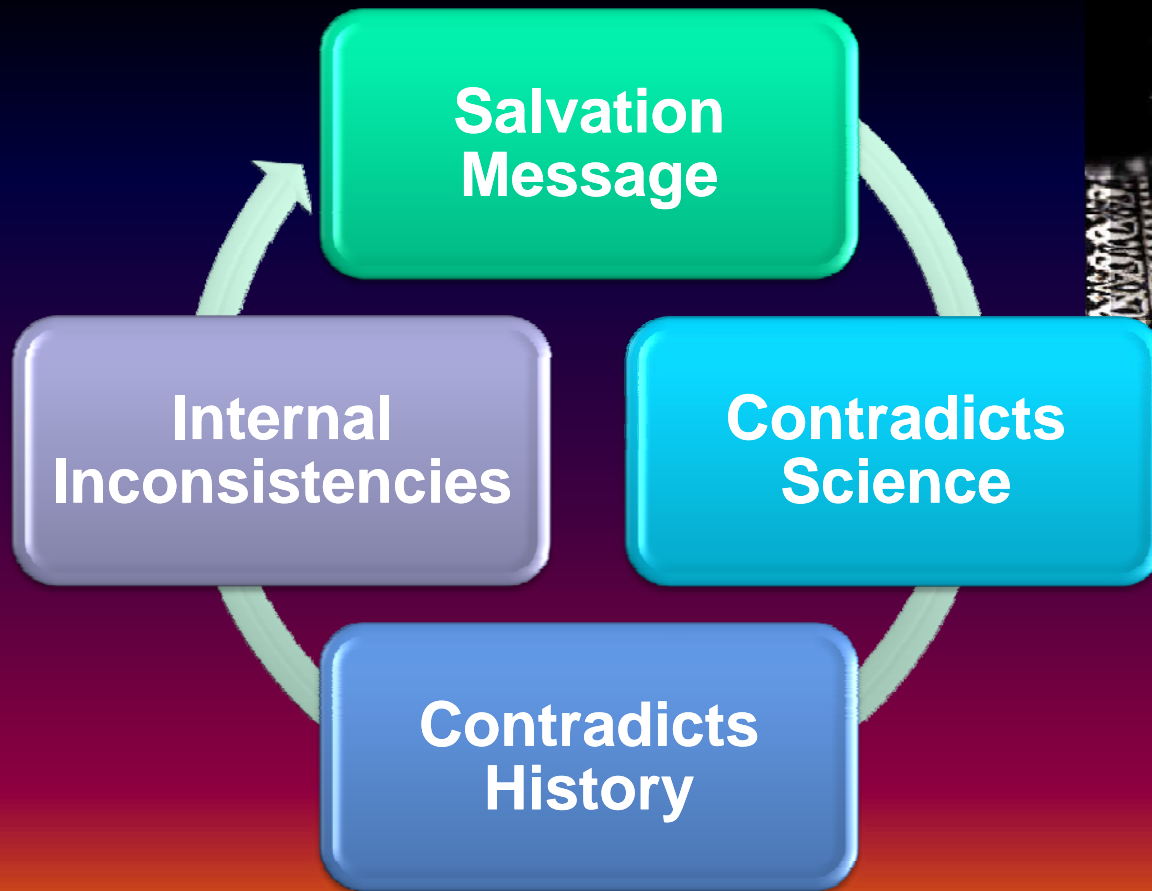 Salvation
Message
Contradicts
Science
Contradicts
History
Internal
Inconsistencies